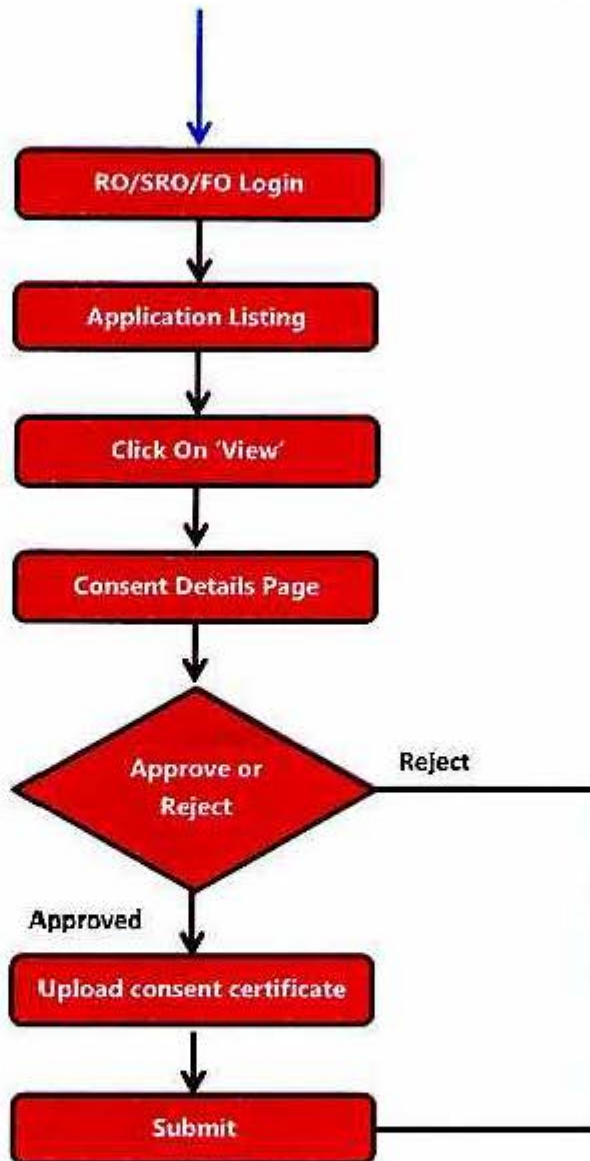 RO/SRO/FO Login
Application Listing
Click On ‘View’
Consent Details Page
Approve or
Reject
Reject
Approved
Upload consent certificate
Submit